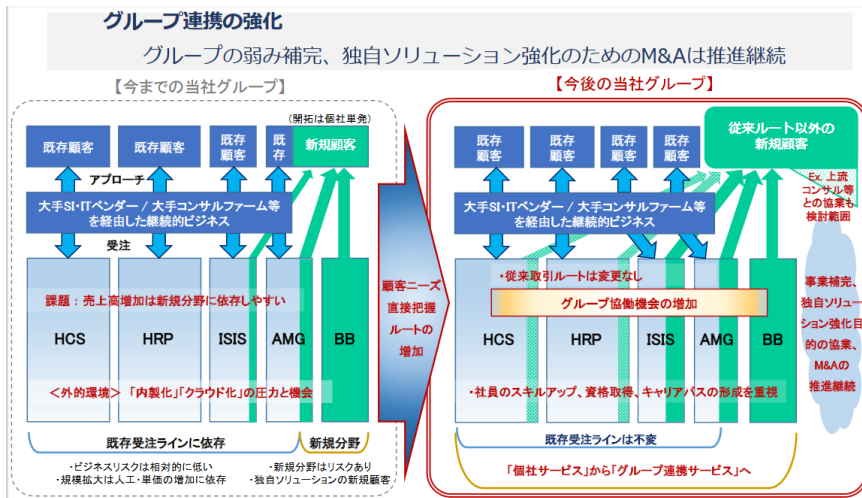 グループ連携の強化
グループの弱み補完、独自ソリューション強化のためのM&Aは推進継続
【今までの当社グループ】
(開拓は個社単発)
既存顧客
既存顧客
既存
顧客
既
存
新規顧客
アプローチ
大手SI・ITベンダー / 大手コンサルファーム等
を経由した継続的ビジネス
受注
課題：売上高増加は新規分野に依存しやすい
HCS
HRP
ISIS
AMG
BB
＜外的環境＞ 「内製化」「クラウド化」の圧力と機会
既存受注ラインに依存
新規分野
・ビジネスリスクは相対的に低い
・規模拡大は人工・単価の増加に依存
・新規分野はリスクあり
・独自ソリューションの新規顧客
顧客ニーズ
直接把握
ルートの
増加
【今後の当社グループ】
既存
顧客
既存
顧客
既存
顧客
既存
顧客
従来ルート以外の
新規顧客
Ex. 上流
コンサル等
との協業も
検討範囲
大手SI・ITベンダー / 大手コンサルファーム等
を経由した継続的ビジネス
・従来取引ルートは変更なし
グループ協働機会の増加
HCS
HRP
ISIS
AMG
BB
・社員のスキルアップ、資格取得、キャリアパスの形成を重視
事業補完、
独自ソリュー
ション強化目
的の協業、
M&Aの
推進継続
既存受注ラインは不変
「個社サービス」から「グループ連携サービス」へ